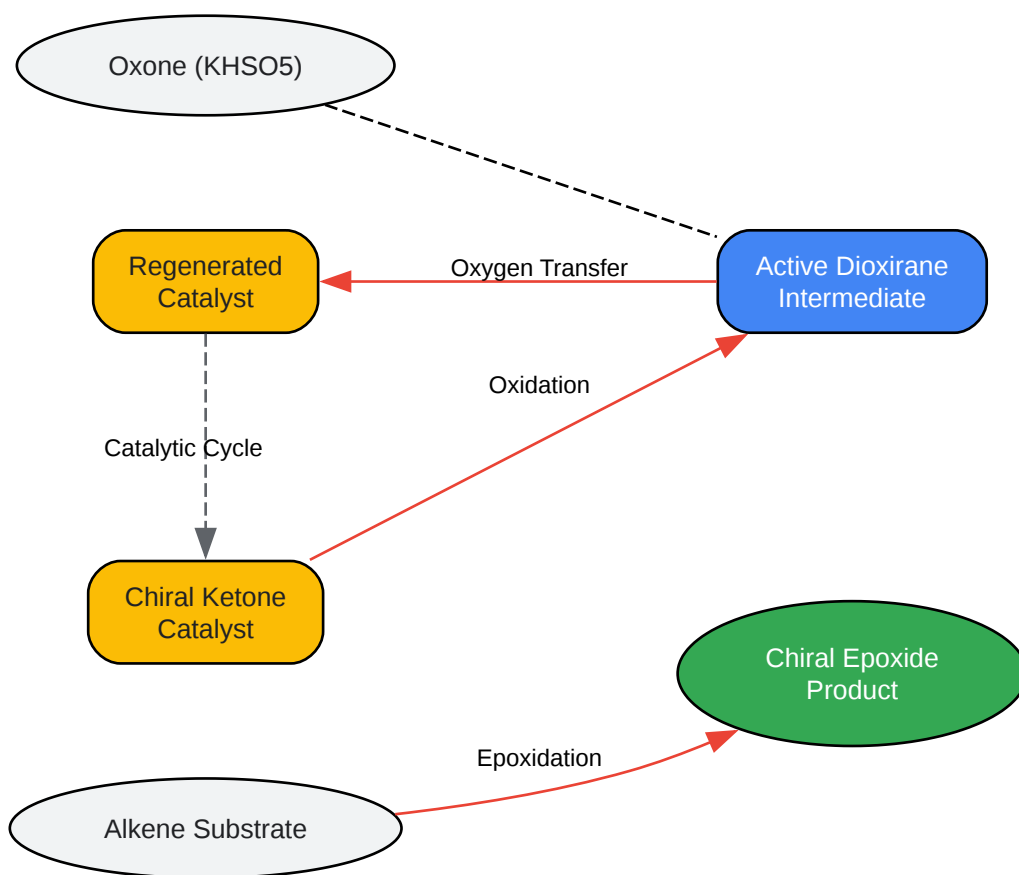 Oxone (KHSO5)
Regenerated
Catalyst
Oxygen Transfer
Active Dioxirane
Intermediate
Oxidation
Catalytic Cycle
Chiral Ketone
Catalyst
Chiral Epoxide
Product
Epoxidation
Alkene Substrate